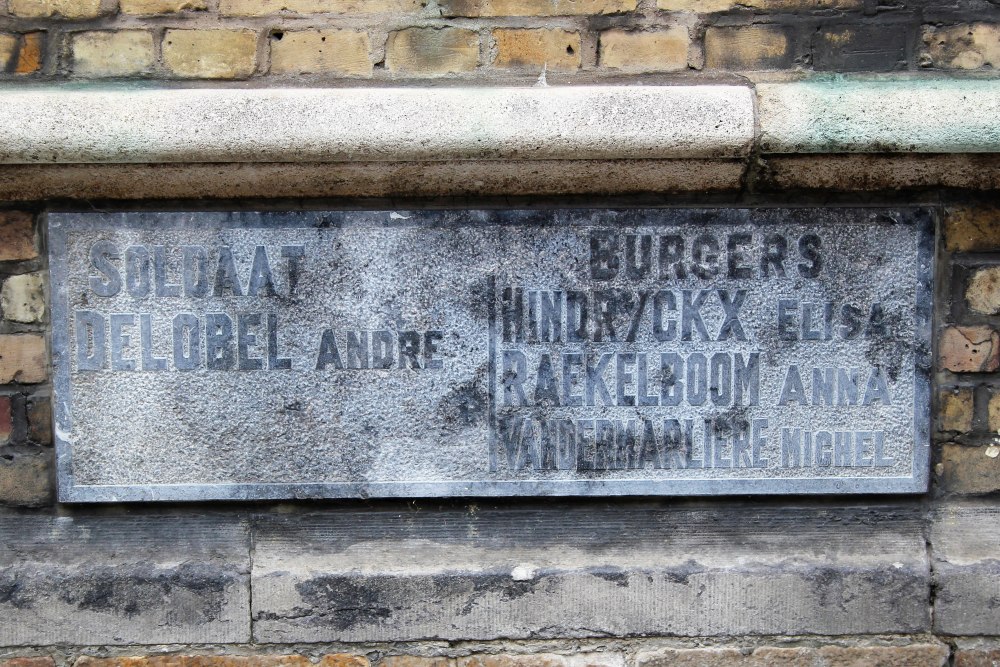 SOLDAAT
DELOBEL ANDRE
BURGERS
HINDRYCKX ELISA
RAEKELBOOM ANNA
VANDERMARLIERE MICHEL